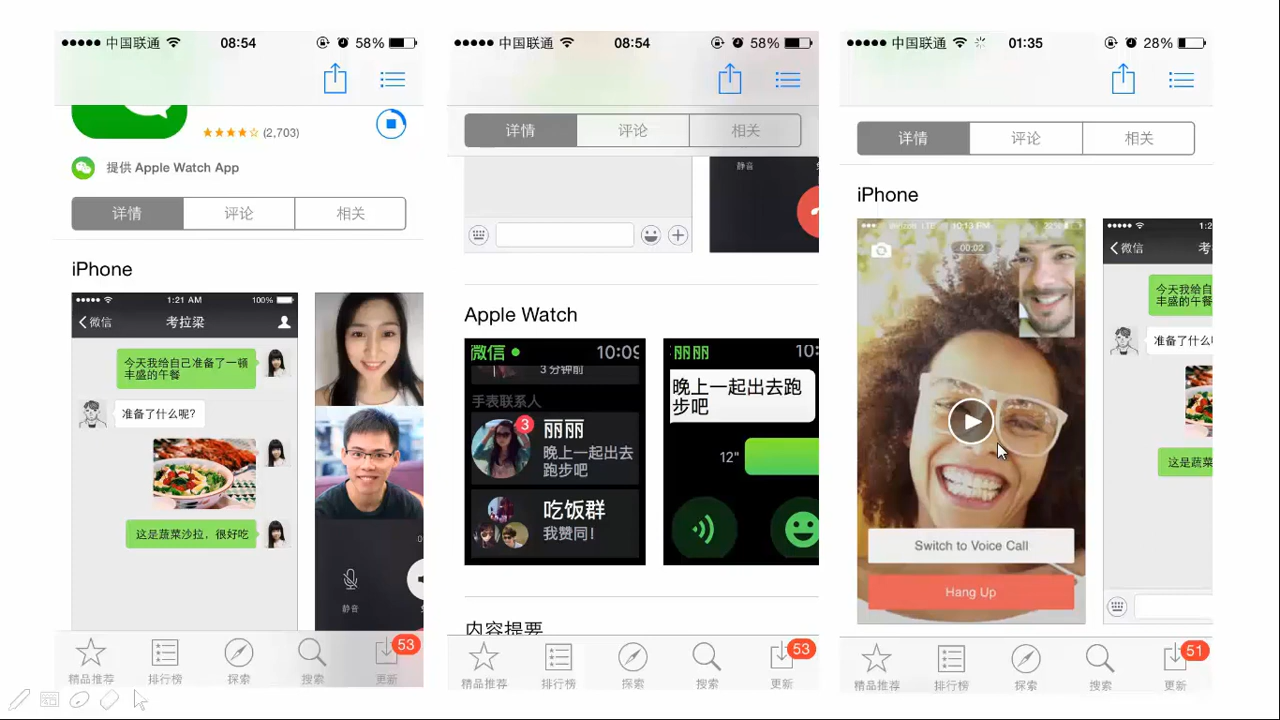 中国联通 08:54 58%
(2,703)
提供 Apple Watch App
详情 评论 相关
iPhone
1:21 AM 100%
微信 考拉梁
今天我给自己准备了一顿
丰盛的午餐
准备了什么呢?
这是蔬菜沙拉，很好吃
静音
精品推荐 排行榜 探索 搜索 更新
53
中国联通 08:54 58%
详情 评论 相关
静音
Apple Watch
微信 10:09
3 分钟前
手表联系人
3
丽丽
晚上一起出去
跑步吧
吃饭群
我赞同!
丽丽 10:
晚上一起出去跑
步吧
12"
内容提要
精品推荐 排行榜 探索 搜索 更新
53
中国联通 01:35 28%
详情 评论 相关
iPhone
10:13 PM
00:02
Switch to Voice Call
Hang Up
1:2
微信 考
今天我给自
丰盛的午餐
准备了什么
这是蔬菜
精品推荐 排行榜 探索 搜索 更新
51